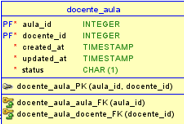 docente_aula
PF* aula_id INTEGER
PF* docente_id INTEGER
* created_at TIMESTAMP
* updated_at TIMESTAMP
* status CHAR (1)
docente_aula_PK (aula_id, docente_id)
docente_aula_aula_FK (aula_id)
docente_aula_docente_FK (docente_id)